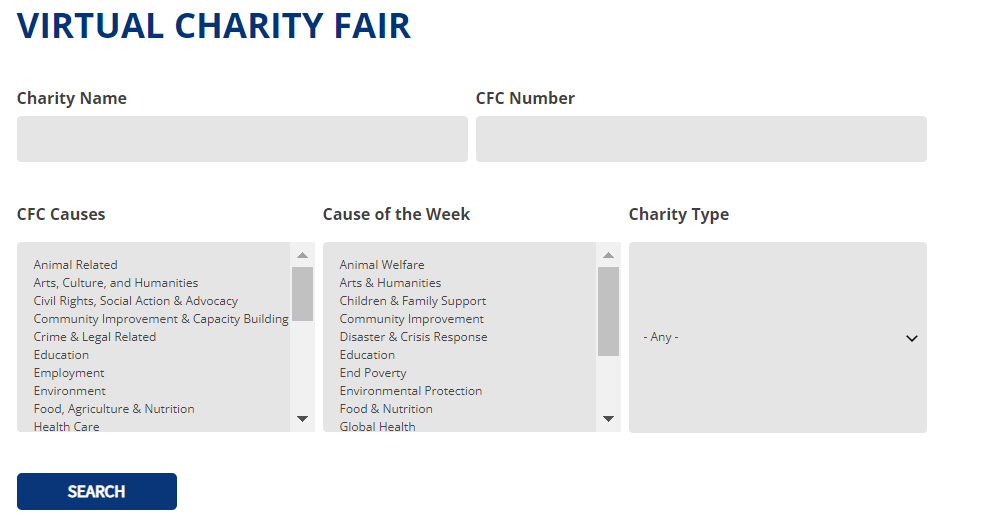 VIRTUAL CHARITY FAIR
Charity Name
CFC Number
CFC Causes
Animal Related
Arts, Culture, and Humanities
Civil Rights, Social Action & Advocacy
Community Improvement & Capacity Building
Crime & Legal Related
Education
Employment
Environment
Food, Agriculture & Nutrition
Health Care
Cause of the Week
Animal Welfare
Arts & Humanities
Children & Family Support
Community Improvement
Disaster & Crisis Response
Education
End Poverty
Environmental Protection
Food & Nutrition
Global Health
Charity Type
- Any -
SEARCH